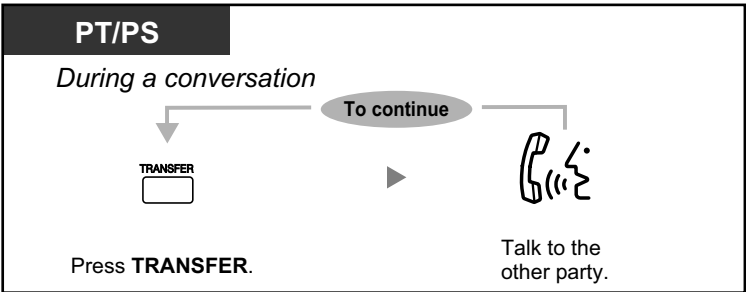 PT/PS
During a conversation
To continue
TRANSFER
Press TRANSFER.
Talk to the
other party.